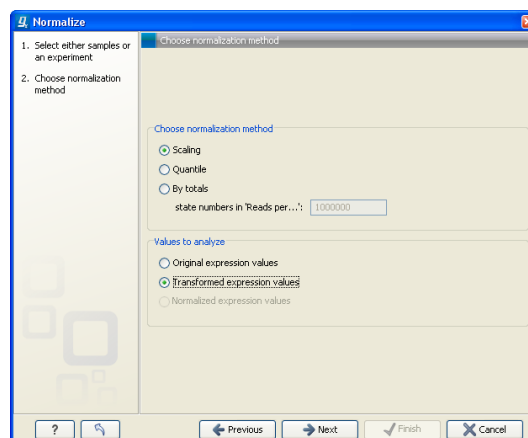 Normalize
1. Select either samples or
an experiment
2. Choose normalization
method
Choose normalization method
Choose normalization method
Scaling
Quantile
By totals
state numbers in 'Reads per...': 1000000
Values to analyze
Original expression values
Transformed expression values
Normalized expression values
? Previous Next Finish Cancel